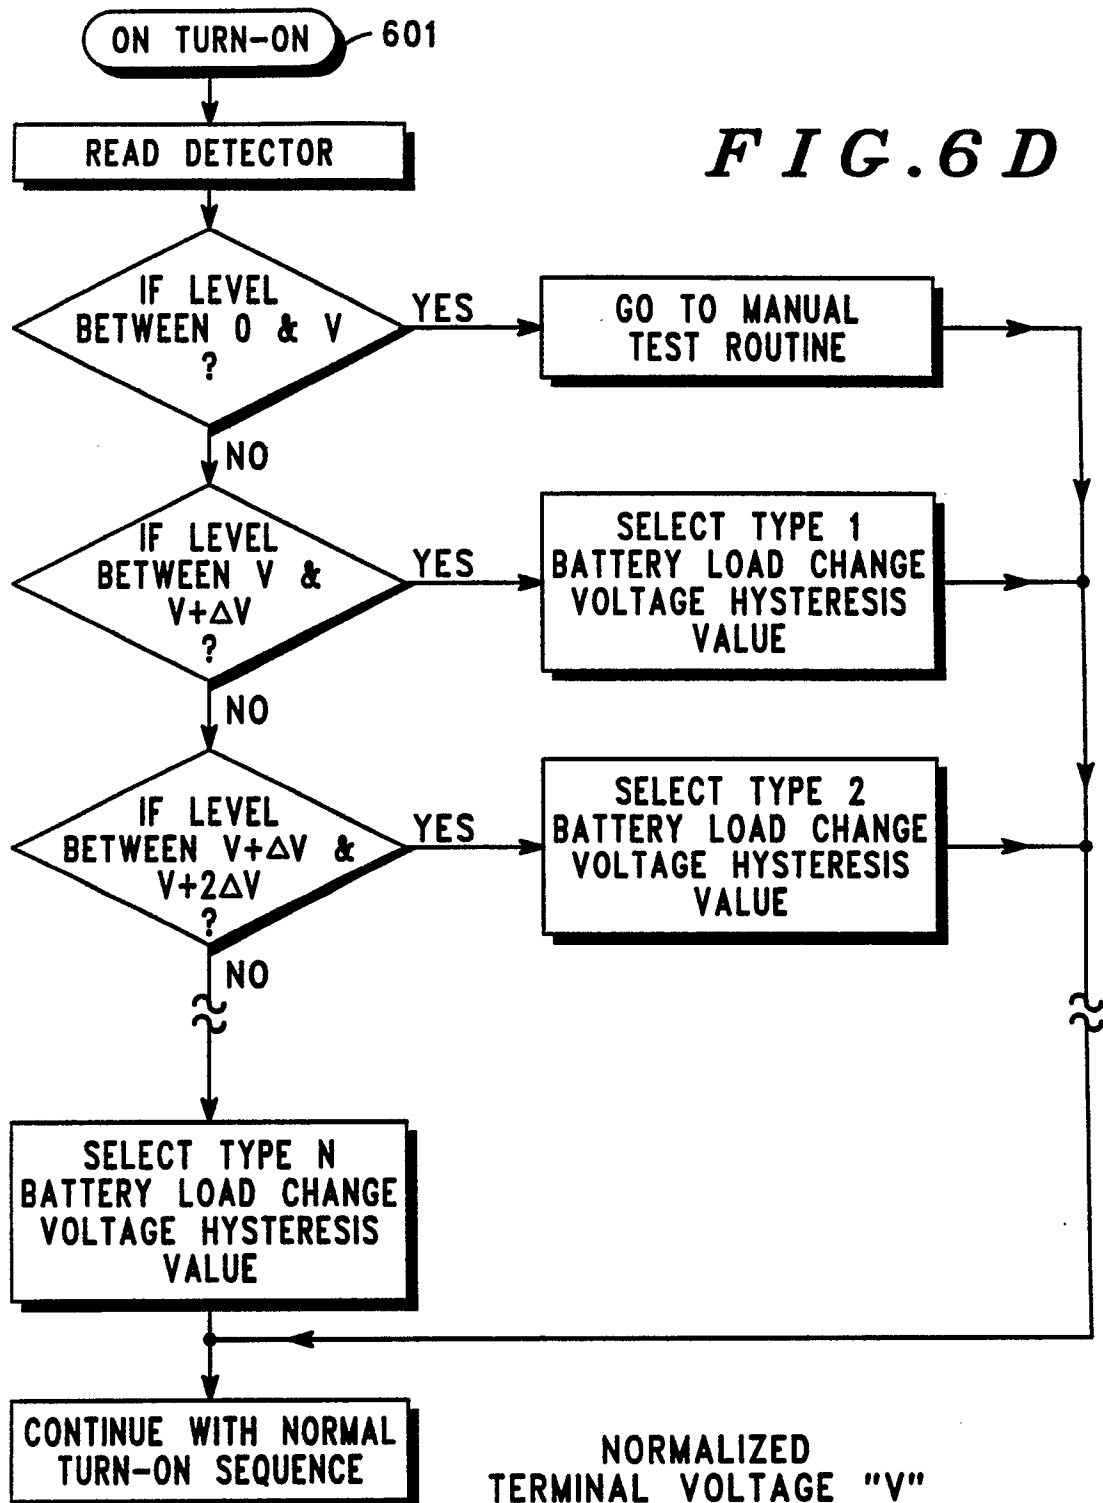 ON TURN-ON
601
READ DETECTOR
FIG.6D
IF LEVEL
BETWEEN 0 & V
?
YES
GO TO MANUAL
TEST ROUTINE
NO
IF LEVEL
BETWEEN V &
V+△V
?
YES
SELECT TYPE 1
BATTERY LOAD CHANGE
VOLTAGE HYSTERESIS
VALUE
NO
IF LEVEL
BETWEEN V+△V &
V+2△V
?
YES
SELECT TYPE 2
BATTERY LOAD CHANGE
VOLTAGE HYSTERESIS
VALUE
NO
SELECT TYPE N
BATTERY LOAD CHANGE
VOLTAGE HYSTERESIS
VALUE
CONTINUE WITH NORMAL
TURN-ON SEQUENCE
NORMALIZED
TERMINAL VOLTAGE "V"